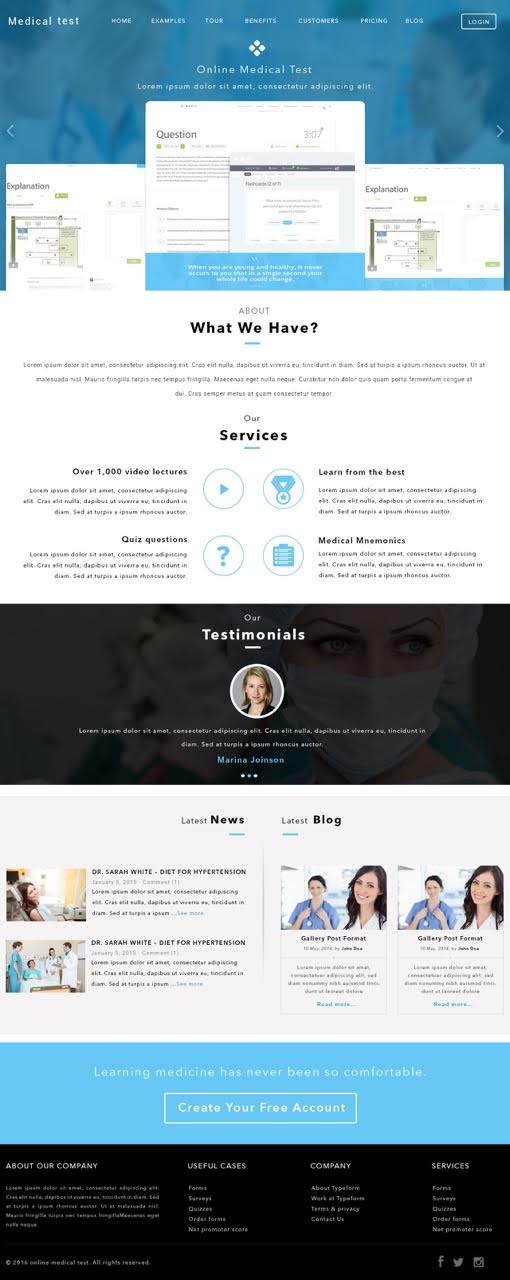 Medical test
HOME EXAMPLES TOUR BENEFITS CUSTOMERS PRICING BLOG LOGIN
Online Medical Test
Lorem ipsum dolor sit amet, consectetur adipiscing elit.
Question 3:07
Flashcards (2 of 7)
Explanation
Explanation
"When you are young and healthy, it never
occurs to you that in a single second your
whole life could change. "
ABOUT
What We Have?
Lorem ipsum dolor sit amet, consectetur adipiscing elit. Cras elit nulla, dapibus ut viverra eu, tincidunt in diam. Sed at turpis a ipsum rhoncus auctor. Ut at
malesuada nisl. Mauris fringilla turpis nec tempus fringilla. Maecenas eget nulla neque. Curabitur non dolor quis quam porta fermentum congue at
dui. Cras semper metus at quam consectetur tempor.
Our
Services
Over 1,000 video lectures
Lorem ipsum dolor sit amet, consectetur adipiscing
elit. Cras elit nulla, dapibus ut viverra eu, tincidunt in
diam. Sed at turpis a ipsum rhoncus auctor.
Learn from the best
Lorem ipsum dolor sit amet, consectetur adipiscing
elit. Cras elit nulla, dapibus ut viverra eu, tincidunt in
diam. Sed at turpis a ipsum rhoncus auctor.
Quiz questions
Lorem ipsum dolor sit amet, consectetur adipiscing
elit. Cras elit nulla, dapibus ut viverra eu, tincidunt in
diam. Sed at turpis a ipsum rhoncus auctor.
Medical Mnemonics
Lorem ipsum dolor sit amet, consectetur adipiscing
elit. Cras elit nulla, dapibus ut viverra eu, tincidunt in
diam. Sed at turpis a ipsum rhoncus auctor.
Our
Testimonials
Lorem ipsum dolor sit amet, consectetur adipiscing elit. Cras elit nulla, dapibus ut viverra eu, tincidunt in
diam. Sed at turpis a ipsum rhoncus auctor.
Marina Joinson
Latest News
DR. SARAH WHITE • DIET FOR HYPERTENSION
January 5, 2015 - Comment (1)
Lorem ipsum dolor sit amet, consectetur adipiscing
elit. Cras elit nulla, dapibus ut viverra eu, tincidunt in
diam. Sed at turpis a ipsum ...See more
DR. SARAH WHITE • DIET FOR HYPERTENSION
January 5, 2015 - Comment (1)
Lorem ipsum dolor sit amet, consectetur adipiscing
elit. Cras elit nulla, dapibus ut viverra eu, tincidunt in
diam. Sed at turpis a ipsum ...See more
Latest Blog
Gallery Post Format
10 May, 2014, by John Doe
Lorem ipsum dolor sit amet,
consectetuer adipiscing elit, sed
diam nonummy nibh euismod tinci.
dunt ut laoreet dolore
Read more...
Gallery Post Format
10 May, 2014, by John Doe
Lorem ipsum dolor sit amet,
consectetuer adipiscing elit, sed
diam nonummy nibh euismod tinci.
dunt ut laoreet dolore
Read more...
Learning medicine has never been so comfortable.
Create Your Free Account
ABOUT OUR COMPANY
Lorem ipsum dolor sit amet, consectetur adipiscing elit.
Cras elit nulla, dapibus ut viverra eu, tincidunt in diam.
Sed at turpis a ipsum rhoncus auctor. Ut at malesuada nisl.
Mauris fringilla turpis nec tempus fringillaMaecenas eget
nulla neque.
USEFUL CASES
Forms
Surveys
Quizzes
Order forms
Net promoter score
COMPANY
About Typeform
Work at Typeform
Terms & privacy
Contact Us
SERVICES
Forms
Surveys
Quizzes
Order forms
Net promoter score
© 2016 online medical test. All rights reserved.